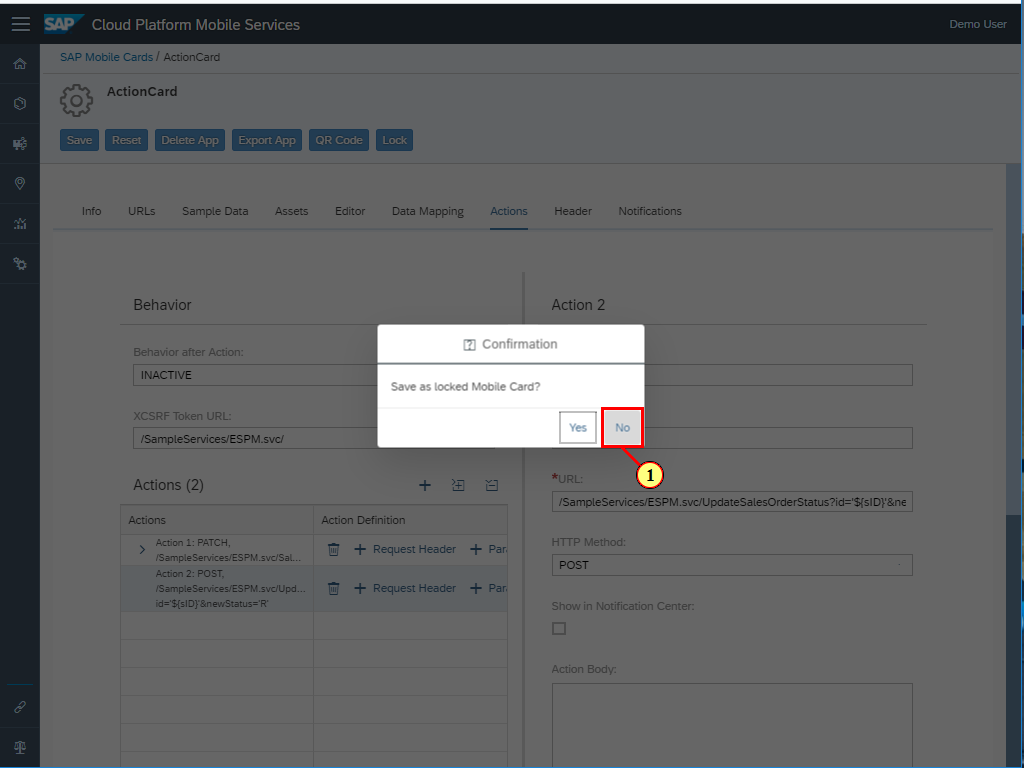 SAP Cloud Platform Mobile Services
Demo User
SAP Mobile Cards / ActionCard
ActionCard
Save Reset Delete App Export App QR Code Lock
Info URLs Sample Data Assets Editor Data Mapping Actions Header Notifications
Behavior
Action 2
Behavior after Action:
INACTIVE
XCSRF Token URL:
/SampleServices/ESPM.svc/
Confirmation
Save as locked Mobile Card?
Yes No
1
*URL:
/SampleServices/ESPM.svc/UpdateSalesOrderStatus?id='${sID}'&ne
HTTP Method:
POST
Show in Notification Center:
Action Body:
Actions (2)
Actions Action Definition
Action 1: PATCH,
/SampleServices/ESPM.svc/Sal...
Request Header Para
Action 2: POST,
/SampleServices/ESPM.svc/Upd...
id='${sID}'&newStatus='R'
Request Header Para